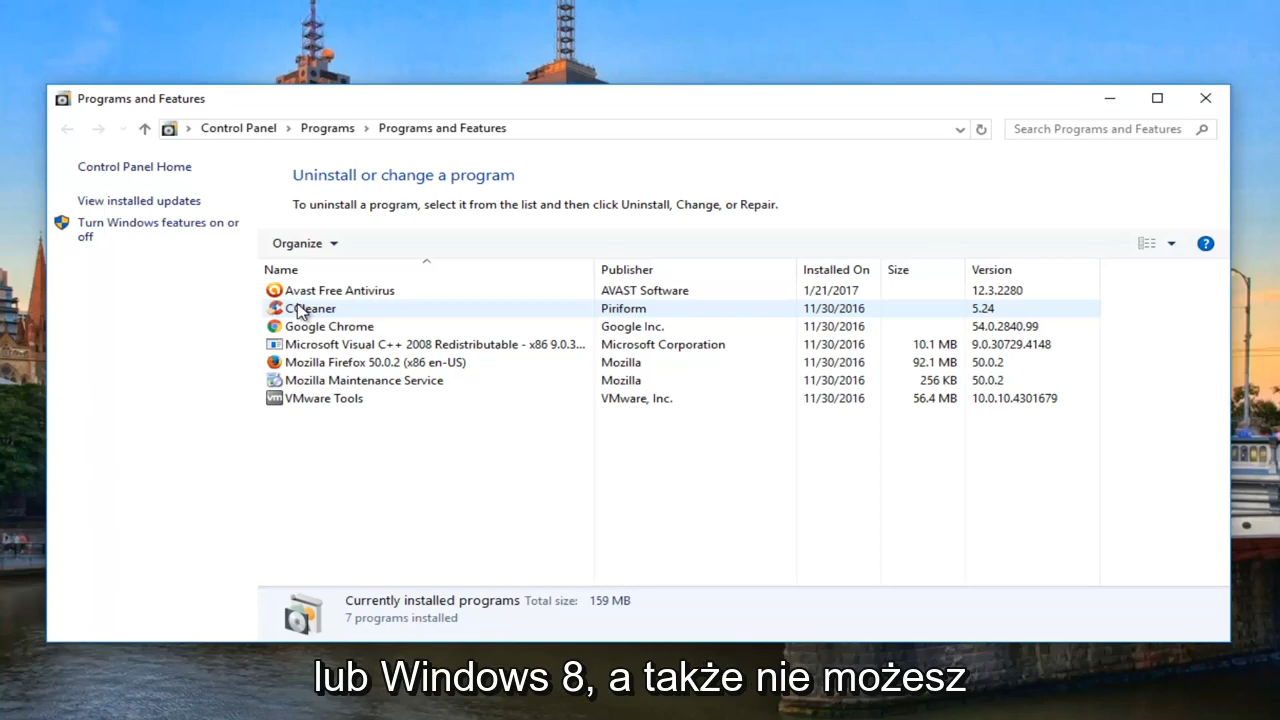 Programs and Features
Control Panel > Programs > Programs and Features
Search Programs and Features
Control Panel Home
View installed updates
Turn Windows features on or
off
Uninstall or change a program
To uninstall a program, select it from the list and then click Uninstall, Change, or Repair.
Organize
Name Publisher Installed On Size Version
Avast Free Antivirus AVAST Software 1/21/2017 12.3.2280
CCleaner Piriform 11/30/2016 5.24
Google Chrome Google Inc. 11/30/2016 54.0.2840.99
Microsoft Visual C++ 2008 Redistributable - x86 9.0.3... Microsoft Corporation 11/30/2016 10.1 MB 9.0.30729.4148
Mozilla Firefox 50.0.2 (x86 en-US) Mozilla 11/30/2016 92.1 MB 50.0.2
Mozilla Maintenance Service Mozilla 11/30/2016 256 KB 50.0.2
VMware Tools VMware, Inc. 11/30/2016 56.4 MB 10.0.10.4301679
Currently installed programs Total size: 159 MB
7 programs installed
lub Windows 8, a także nie możesz